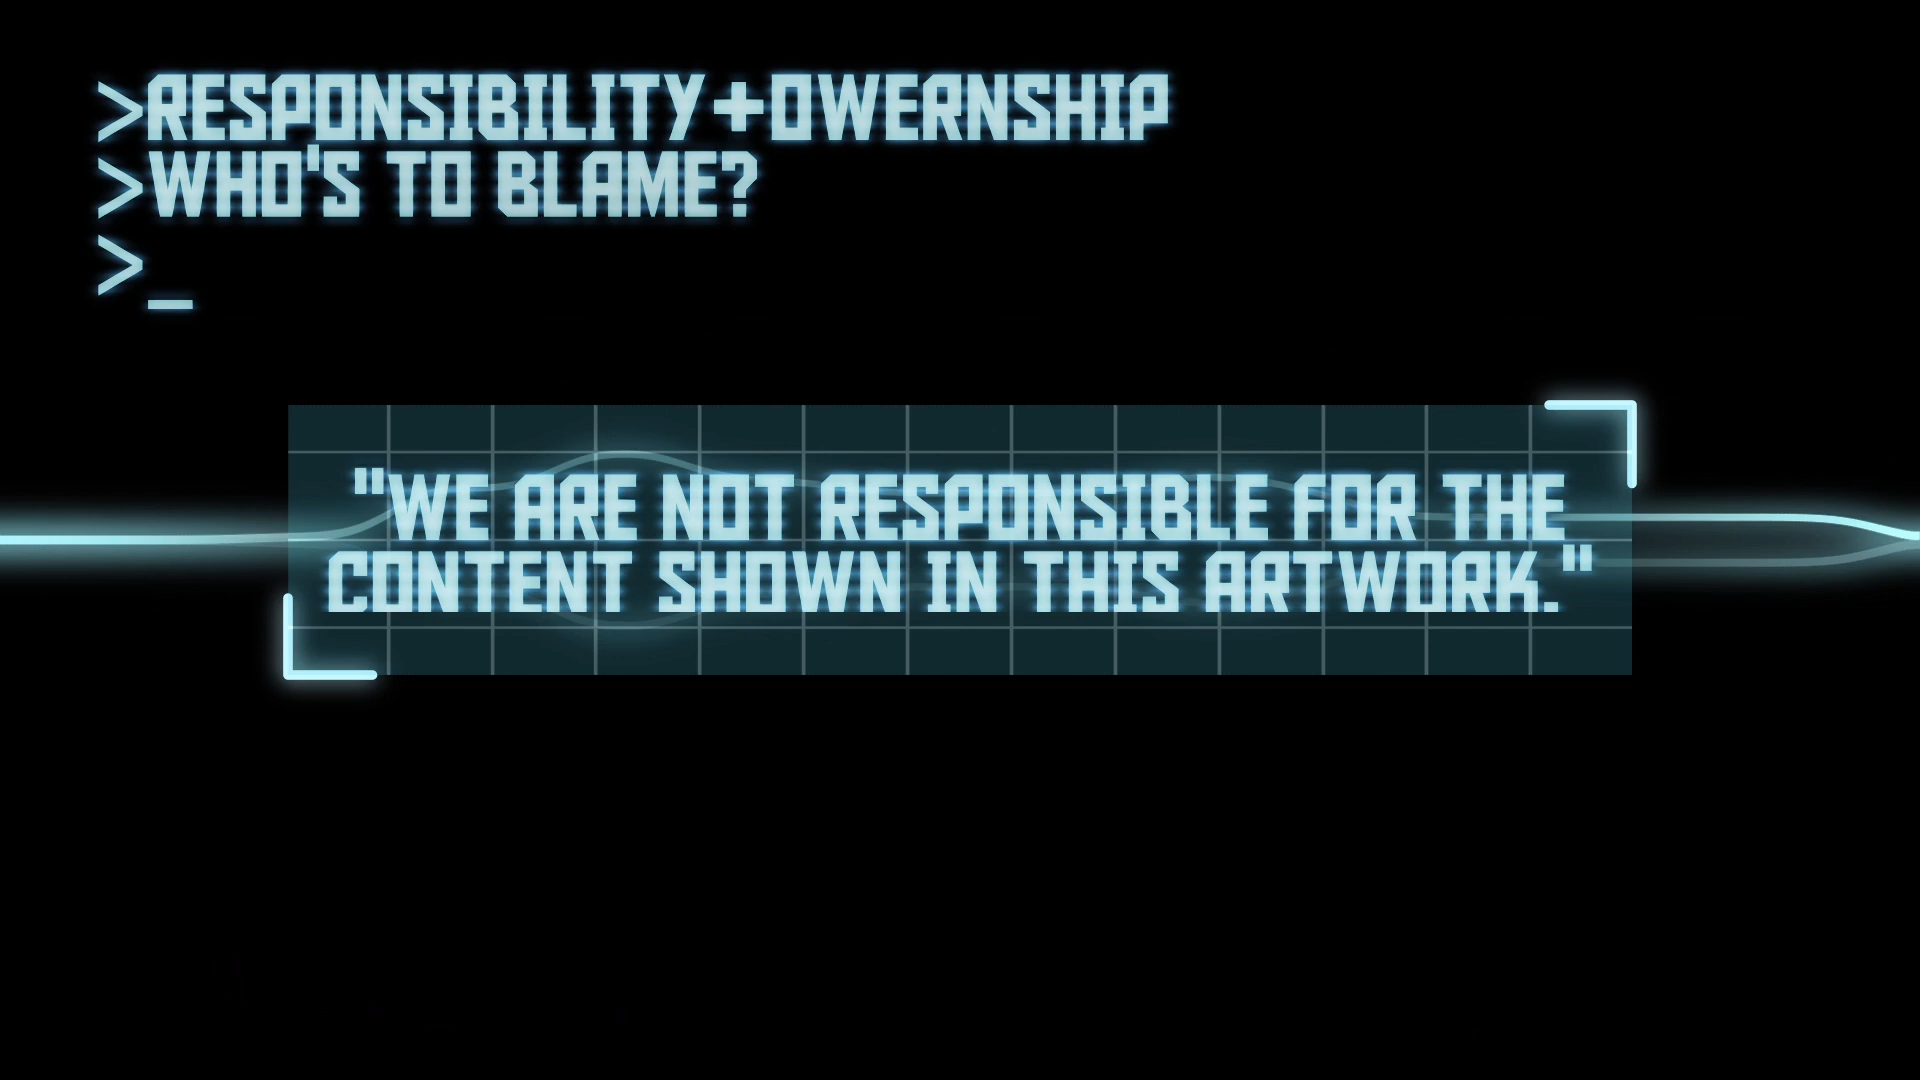 >RESPONSIBILITY+OWERNSHIP
>WHO'S TO BLAME?
>_
"WE ARE NOT RESPONSIBLE FOR THE
CONTENT SHOWN IN THIS ARTWORK."